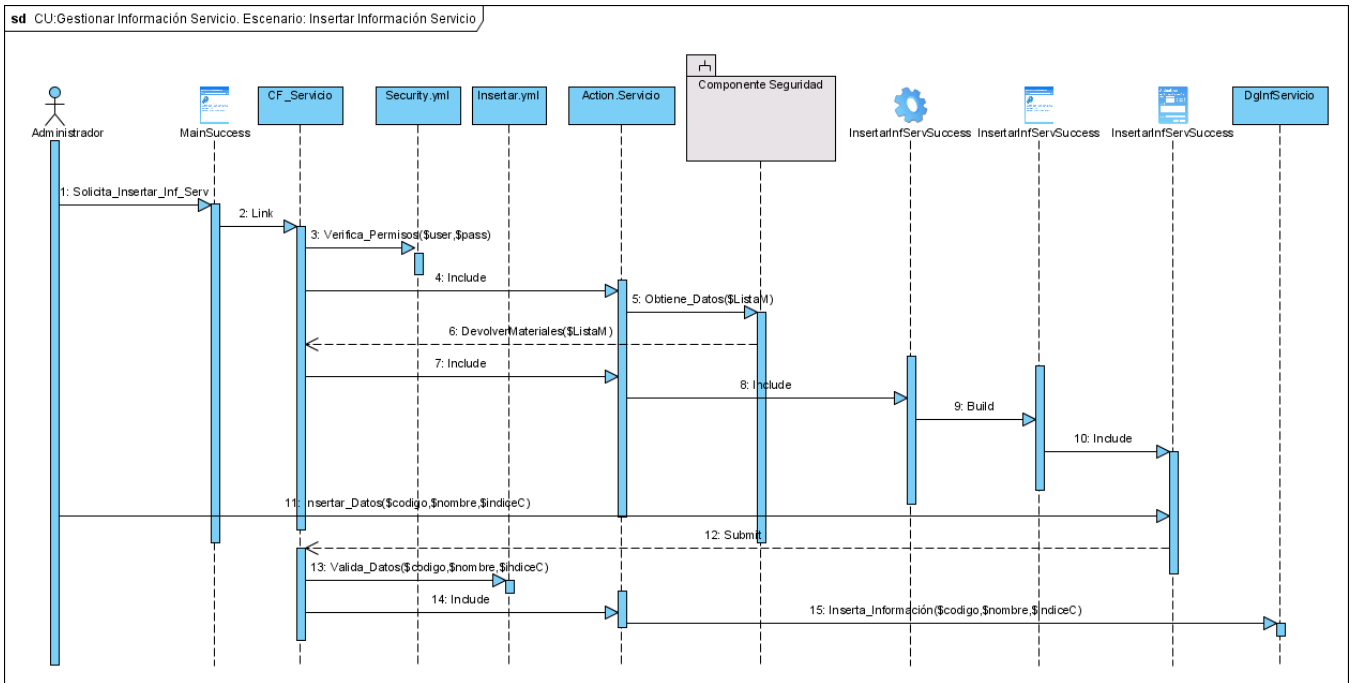 sd CU:Gestionar Información Servicio. Escenario: Insertar Información Servicio
Administrador
MainSuccess
CF_Servicio
Security.yml
Insertar.yml
Action.Servicio
Componente Seguridad
InsertarInfServSuccess
InsertarInfServSuccess
InsertarInfServSuccess
DgInfServicio
1: Solicita_Insertar_Inf_Serv
2: Link
3: Verifica_Permisos($user,$pass)
4: Include
5: Obtiene_Datos($ListaM)
6: DevolverMateriales($ListaM)
7: Include
8: Include
9: Build
10: Include
11: Insertar_Datos($codigo,$nombre,$indiceC)
12: Submit
13: Valida_Datos($codigo,$nombre,$indiceC)
14: Include
15: Inserta_Información($codigo,$nombre,$indiceC)